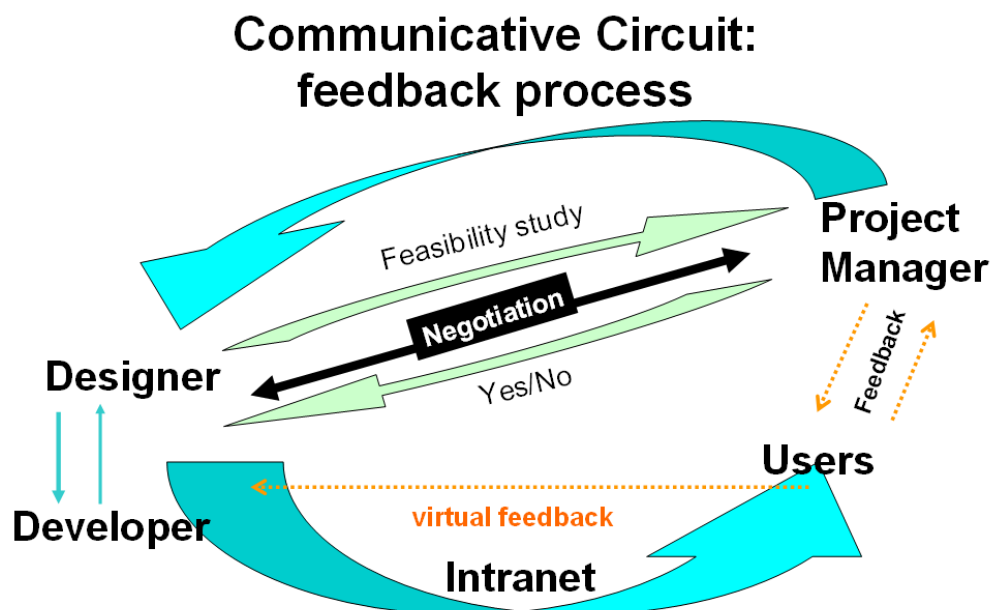 Communicative Circuit:
feedback process
Feasibility study
Project
Manager
Negotiation
Feedback
Designer
Yes/No
Users
virtual feedback
Developer
Intranet